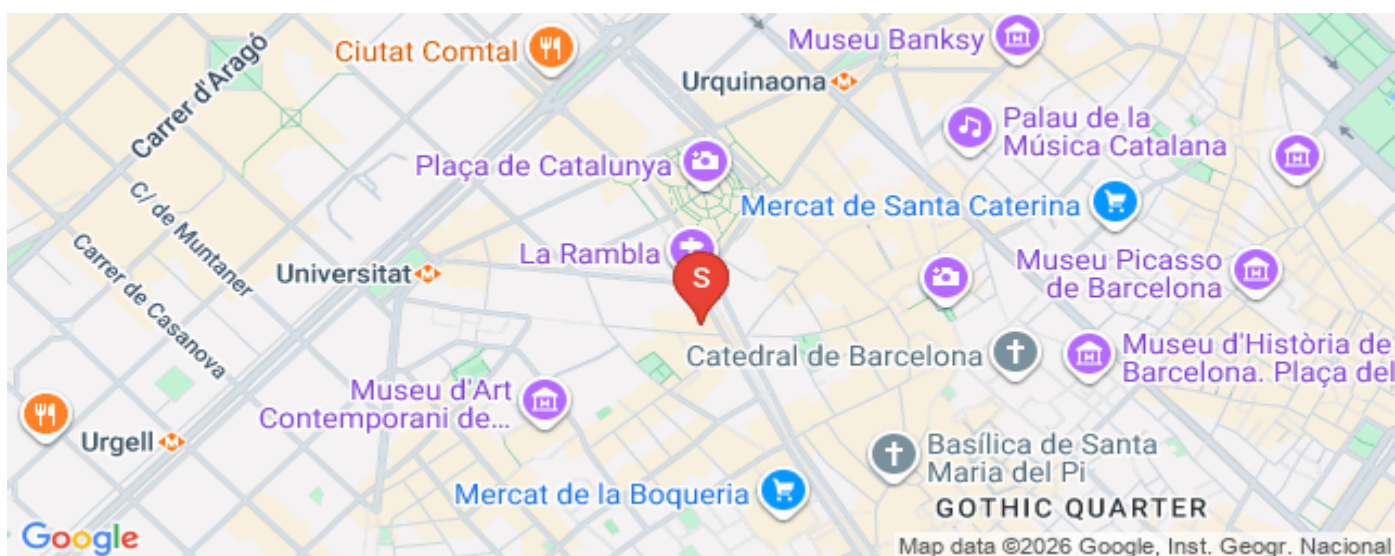 Carrer d'Aragó
Ciutat Comtal
Museu Banksy
Urquinaona
Palau de la
Música Catalana
Plaça de Catalunya
C/ de Muntaner
Mercat de Santa Caterina
Carrer de Casanova
La Rambla
Universitat
S
Museu Picasso
de Barcelona
Catedral de Barcelona
Museu d'Història de
Barcelona. Plaça del
Museu d'Art
Contemporani de...
Urgell
Basílica de Santa
Maria del Pi
Mercat de la Boqueria
GOTHIC QUARTER
Google
Map data ©2026 Google, Inst. Geogr. Nacional